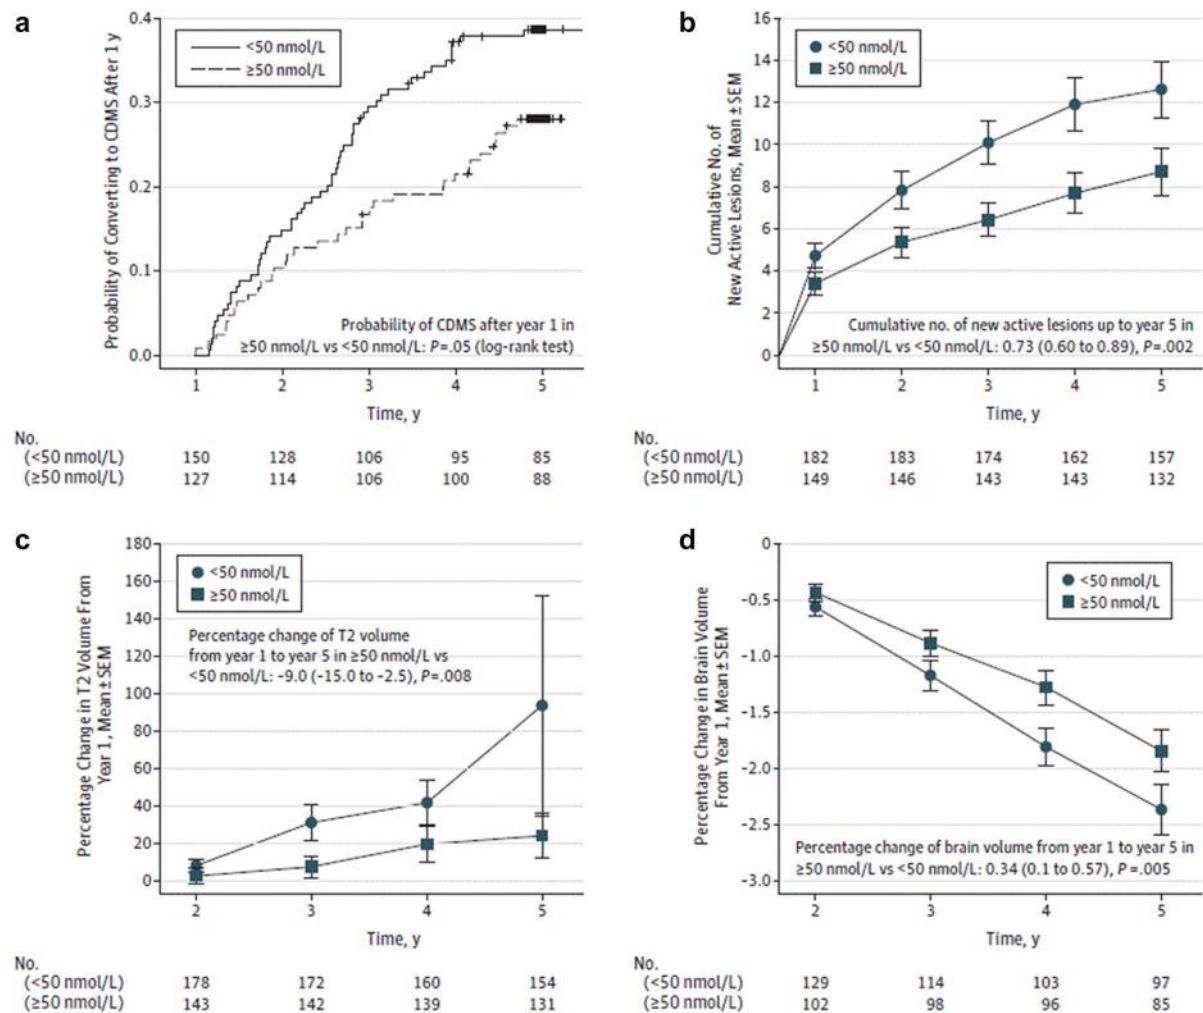 a
Probability of Converting to CDMS After 1 y
0.4
0.3
0.2
0.1
0.0
<50 nmol/L
≥50 nmol/L
Probability of CDMS after year 1 in
≥50 nmol/L vs <50 nmol/L: P=.05 (log-rank test)
1 2 3 4 5
Time, y
No.
(<50 nmol/L) 150 128 106 95 85
(≥50 nmol/L) 127 114 106 100 88
b
Cumulative No. of
New Active Lesions, Mean ± SEM
16
14
12
10
8
6
4
2
0
<50 nmol/L
≥50 nmol/L
Cumulative no. of new active lesions up to year 5 in
≥50 nmol/L vs <50 nmol/L: 0.73 (0.60 to 0.89), P=.002
1 2 3 4 5
Time, y
No.
(<50 nmol/L) 182 183 174 162 157
(≥50 nmol/L) 149 146 143 143 132
c
Percentage Change in T2 Volume From
Year 1, Mean ± SEM
180
160
140
120
100
80
60
40
20
0
<50 nmol/L
≥50 nmol/L
Percentage change of T2 volume
from year 1 to year 5 in ≥50 nmol/L vs
<50 nmol/L: -9.0 (-15.0 to -2.5), P=.008
2 3 4 5
Time, y
No.
(<50 nmol/L) 178 172 160 154
(≥50 nmol/L) 143 142 139 131
d
Percentage Change in Brain Volume
From Year 1, Mean ± SEM
0
-0.5
-1.0
-1.5
-2.0
-2.5
-3.0
<50 nmol/L
≥50 nmol/L
Percentage change of brain volume from year 1 to year 5 in
≥50 nmol/L vs <50 nmol/L: 0.34 (0.1 to 0.57), P=.005
2 3 4 5
Time, y
No.
(<50 nmol/L) 129 114 103 97
(≥50 nmol/L) 102 98 96 85